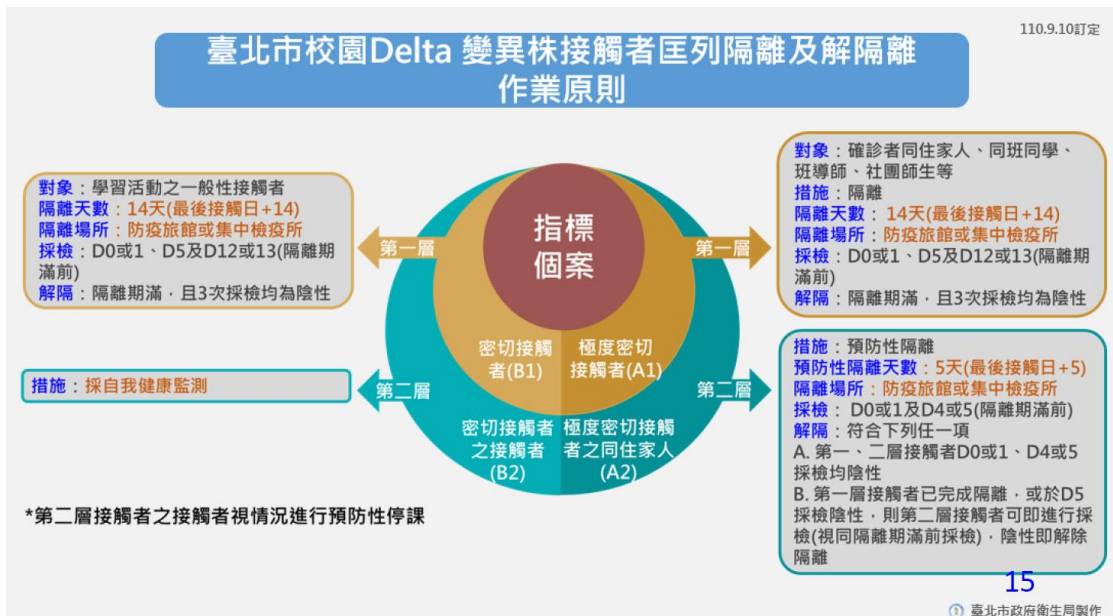 110.9.10訂定
臺北市校園Delta 變異株接觸者匡列隔離及解隔離
作業原則
對象：學習活動之一般性接觸者
隔離天數：14天(最後接觸日+14)
隔離場所：防疫旅館或集中檢疫所
採檢：D0或1、D5及D12或13(隔離期
滿前)
解隔：隔離期滿，且3次採檢均為陰性
第一層
指標
個案
第一層
對象：確診者同住家人、同班同學、
班導師、社團師生等
措施：隔離
隔離天數： 14天(最後接觸日+14)
隔離場所：防疫旅館或集中檢疫所
採檢：D0或1、D5及D12或13(隔離期
滿前)
解隔：隔離期滿，且3次採檢均為陰性
密切接觸
者(B1)
極度密切
接觸者(A1)
措施：採自我健康監測
第二層
密切接觸者
之接觸者
(B2)
極度密切接觸
者之同住家人
(A2)
第二層
措施：預防性隔離
預防性隔離天數：5天(最後接觸日+5)
隔離場所：防疫旅館或集中檢疫所
採檢： D0或1及D4或5(隔離期滿前)
解隔：符合下列任一項
A. 第一、二層接觸者D0或1、D4或5
採檢均陰性
B. 第一層接觸者已完成隔離，或於D5
採檢陰性，則第二層接觸者可即進行採
檢(視同隔離期滿前採檢)，陰性即解除
隔離
*第二層接觸者之接觸者視情況進行預防性停課
15
臺北市政府衛生局製作